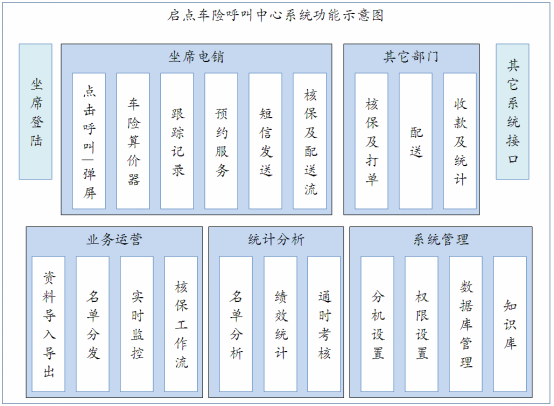 启点车险呼叫中心系统功能示意图
坐席登陆
坐席电销
点击呼叫—弹屏
车险算价器
跟踪记录
预约服务
短信发送
核保及配送流
其它部门
核保及打单
配送
收款及统计
其它系统接口
业务运营
资料导入导出
名单分发
实时监控
核保工作流
统计分析
名单分析
绩效统计
通时考核
系统管理
分机设置
权限设置
数据库管理
知识库